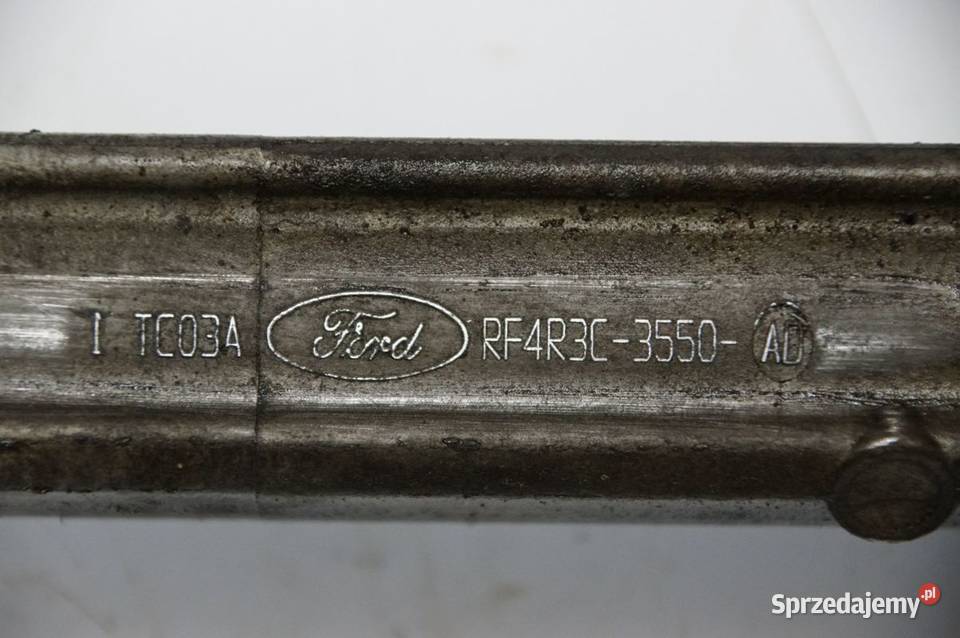 I TC03A Ford RF4R3C-3550- AD
Sprzedajemy.pl